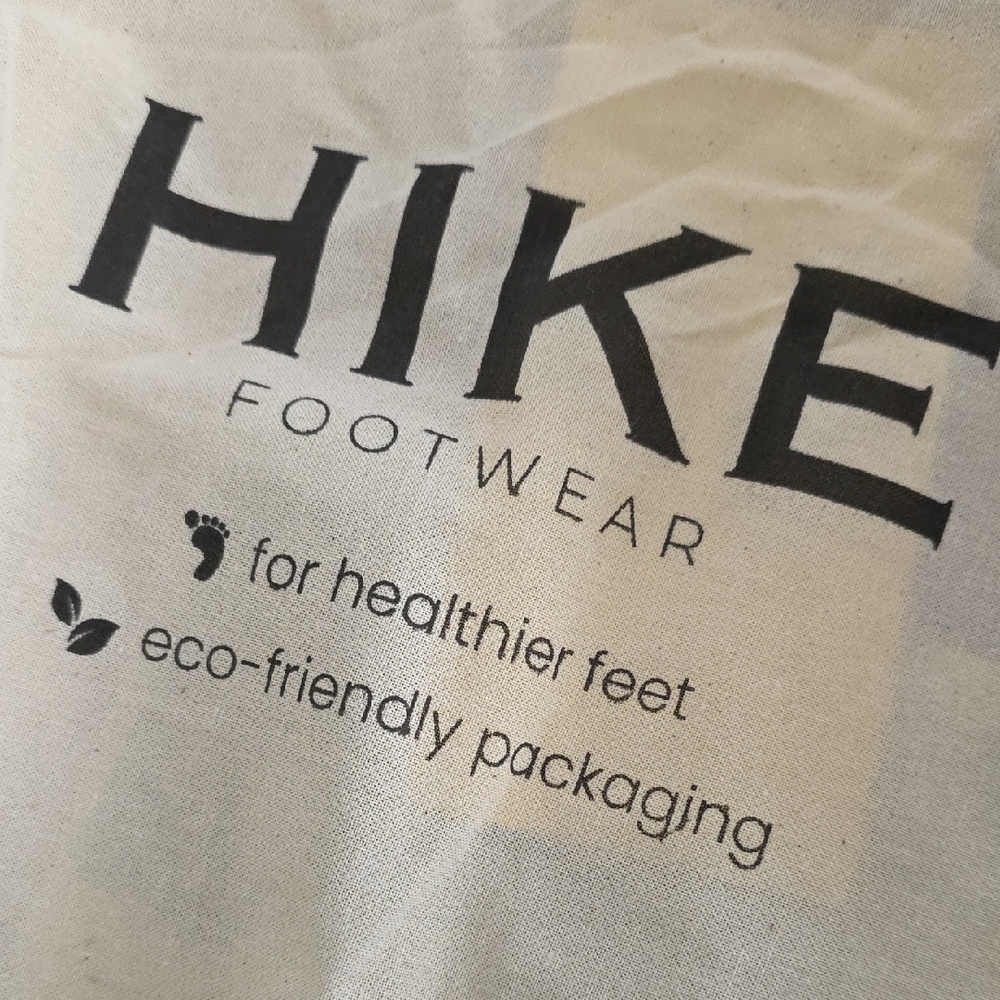 HIKE
FOOTWEAR
for healthier feet
eco-friendly packaging